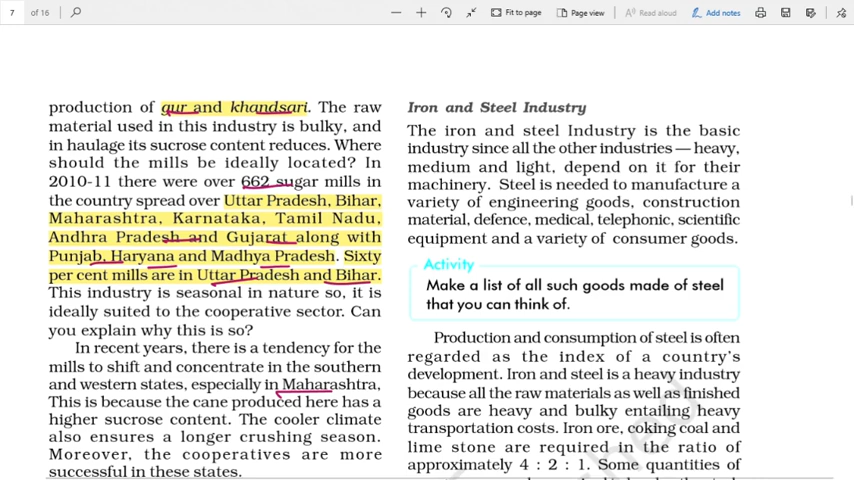 7 of 16
Fit to page
Page view
Read aloud
Add notes
production of gur and khandsari. The raw
material used in this industry is bulky, and
in haulage its sucrose content reduces. Where
should the mills be ideally located? In
2010-11 there were over 662 sugar mills in
the country spread over Uttar Pradesh, Bihar,
Maharashtra, Karnataka, Tamil Nadu,
Andhra Pradesh and Gujarat along with
Punjab, Haryana and Madhya Pradesh. Sixty
per cent mills are in Uttar Pradesh and Bihar.
This industry is seasonal in nature so, it is
ideally suited to the cooperative sector. Can
you explain why this is so?
In recent years, there is a tendency for the
mills to shift and concentrate in the southern
and western states, especially in Maharashtra,
This is because the cane produced here has a
higher sucrose content. The cooler climate
also ensures a longer crushing season.
Moreover, the cooperatives are more
successful in these states.
Iron and Steel Industry
The iron and steel Industry is the basic
industry since all the other industries — heavy,
medium and light, depend on it for their
machinery. Steel is needed to manufacture a
variety of engineering goods, construction
material, defence, medical, telephonic, scientific
equipment and a variety of consumer goods.
Activity
Make a list of all such goods made of steel
that you can think of.
Production and consumption of steel is often
regarded as the index of a country's
development. Iron and steel is a heavy industry
because all the raw materials as well as finished
goods are heavy and bulky entailing heavy
transportation costs. Iron ore, coking coal and
lime stone are required in the ratio of
approximately 4 : 2 : 1. Some quantities of